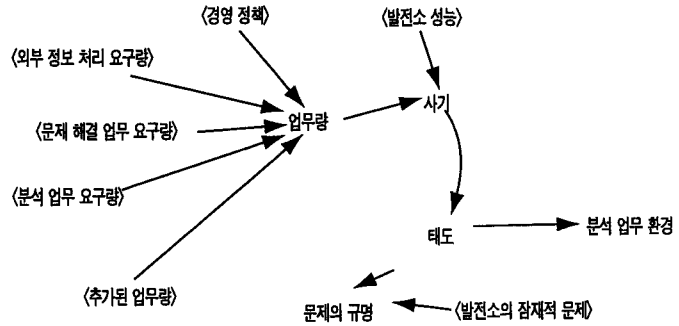 〈경영 정책〉
〈발전소 성능〉
〈외부 정보 처리 요구량〉
사기
업무량
〈문제 해결 업무 요구량〉
〈분석 업무 요구량〉
분석 업무 환경
태도
〈추가된 업무량〉
문제의 규명
〈발전소의 잠재적 문제〉